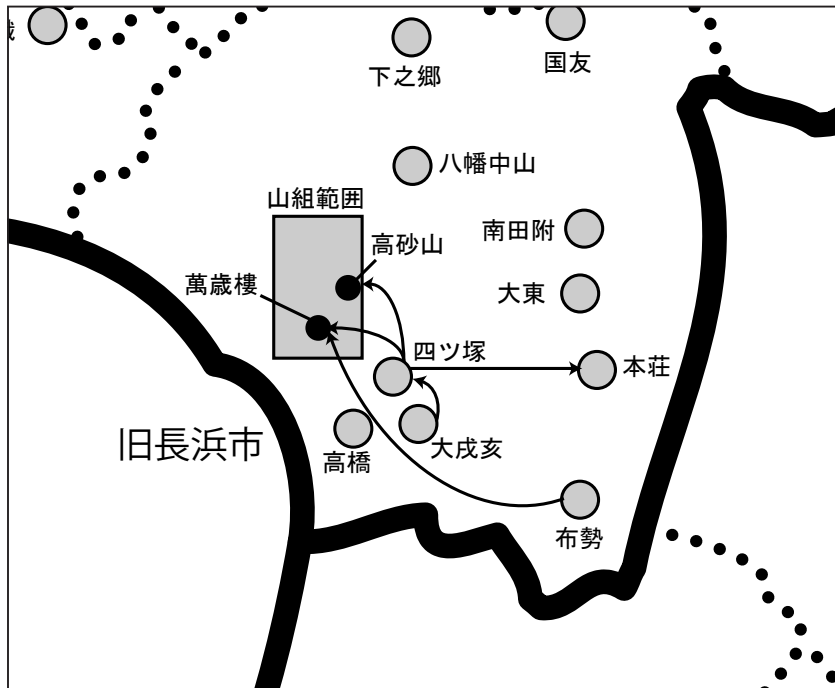 国友
下之郷
八幡中山
山組範囲
南田附
高砂山
萬歳樓
大東
四ツ塚
本荘
旧長浜市
大戌亥
高橋
布勢